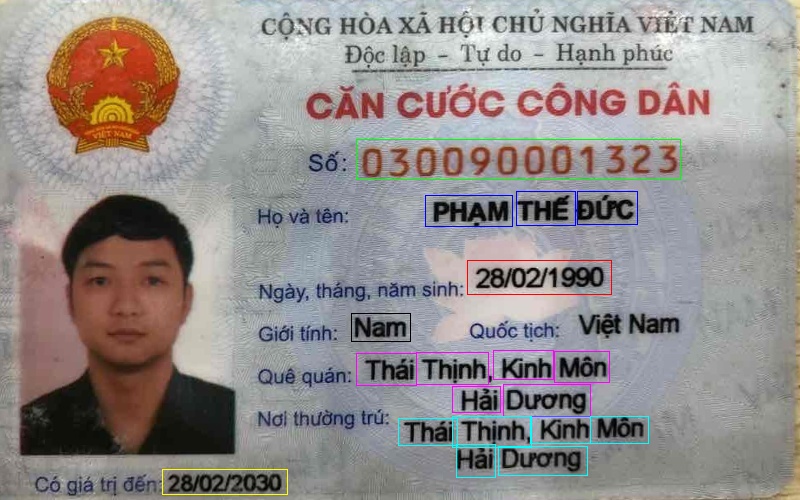 CỘNG HÒA XÃ HỘI CHỦ NGHĨA VIỆT NAM
Độc lập - Tự do - Hạnh phúc
CĂN CƯỚC CÔNG DÂN
Số: 030090001323
Họ và tên: PHẠM THẾ ĐỨC
Ngày, tháng, năm sinh: 28/02/1990
Giới tính: Nam Quốc tịch: Việt Nam
Quê quán: Thái Thịnh, Kinh Môn
Hải Dương
Nơi thường trú: Thái Thịnh, Kinh Môn
Hải Dương
Có giá trị đến: 28/02/2030
VIỆT NAM